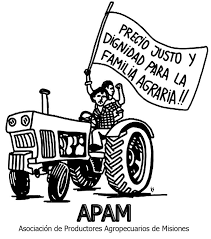 PRECIO JUSTO Y
DIGNIDAD PARA LA
FAMILIA AGRARIA!!
APAM
Asociación de Productores Agropecuarios de Misiones